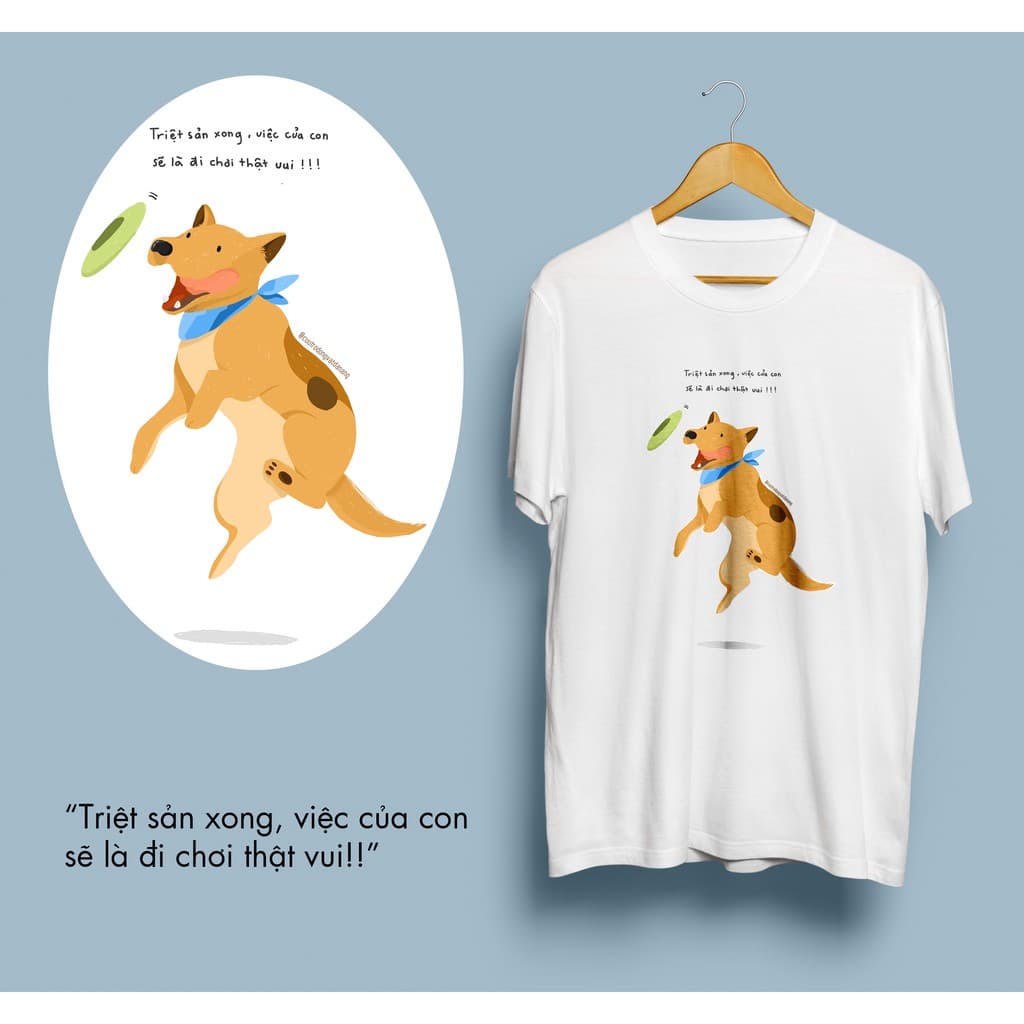 Triệt sản xong, việc của con
sẽ là đi chơi thật vui !!!
Triệt sản xong, việc của con
sẽ là đi chơi thật vui !!!
“Triệt sản xong, việc của con
sẽ là đi chơi thật vui!!”